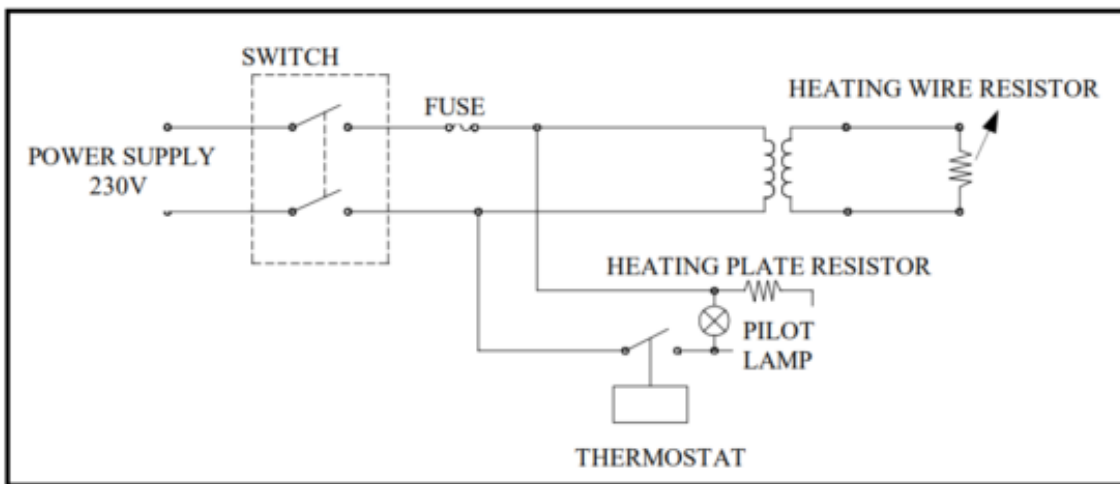 SWITCH
FUSE
HEATING WIRE RESISTOR
POWER SUPPLY
230V
HEATING PLATE RESISTOR
PILOT
LAMP
THERMOSTAT